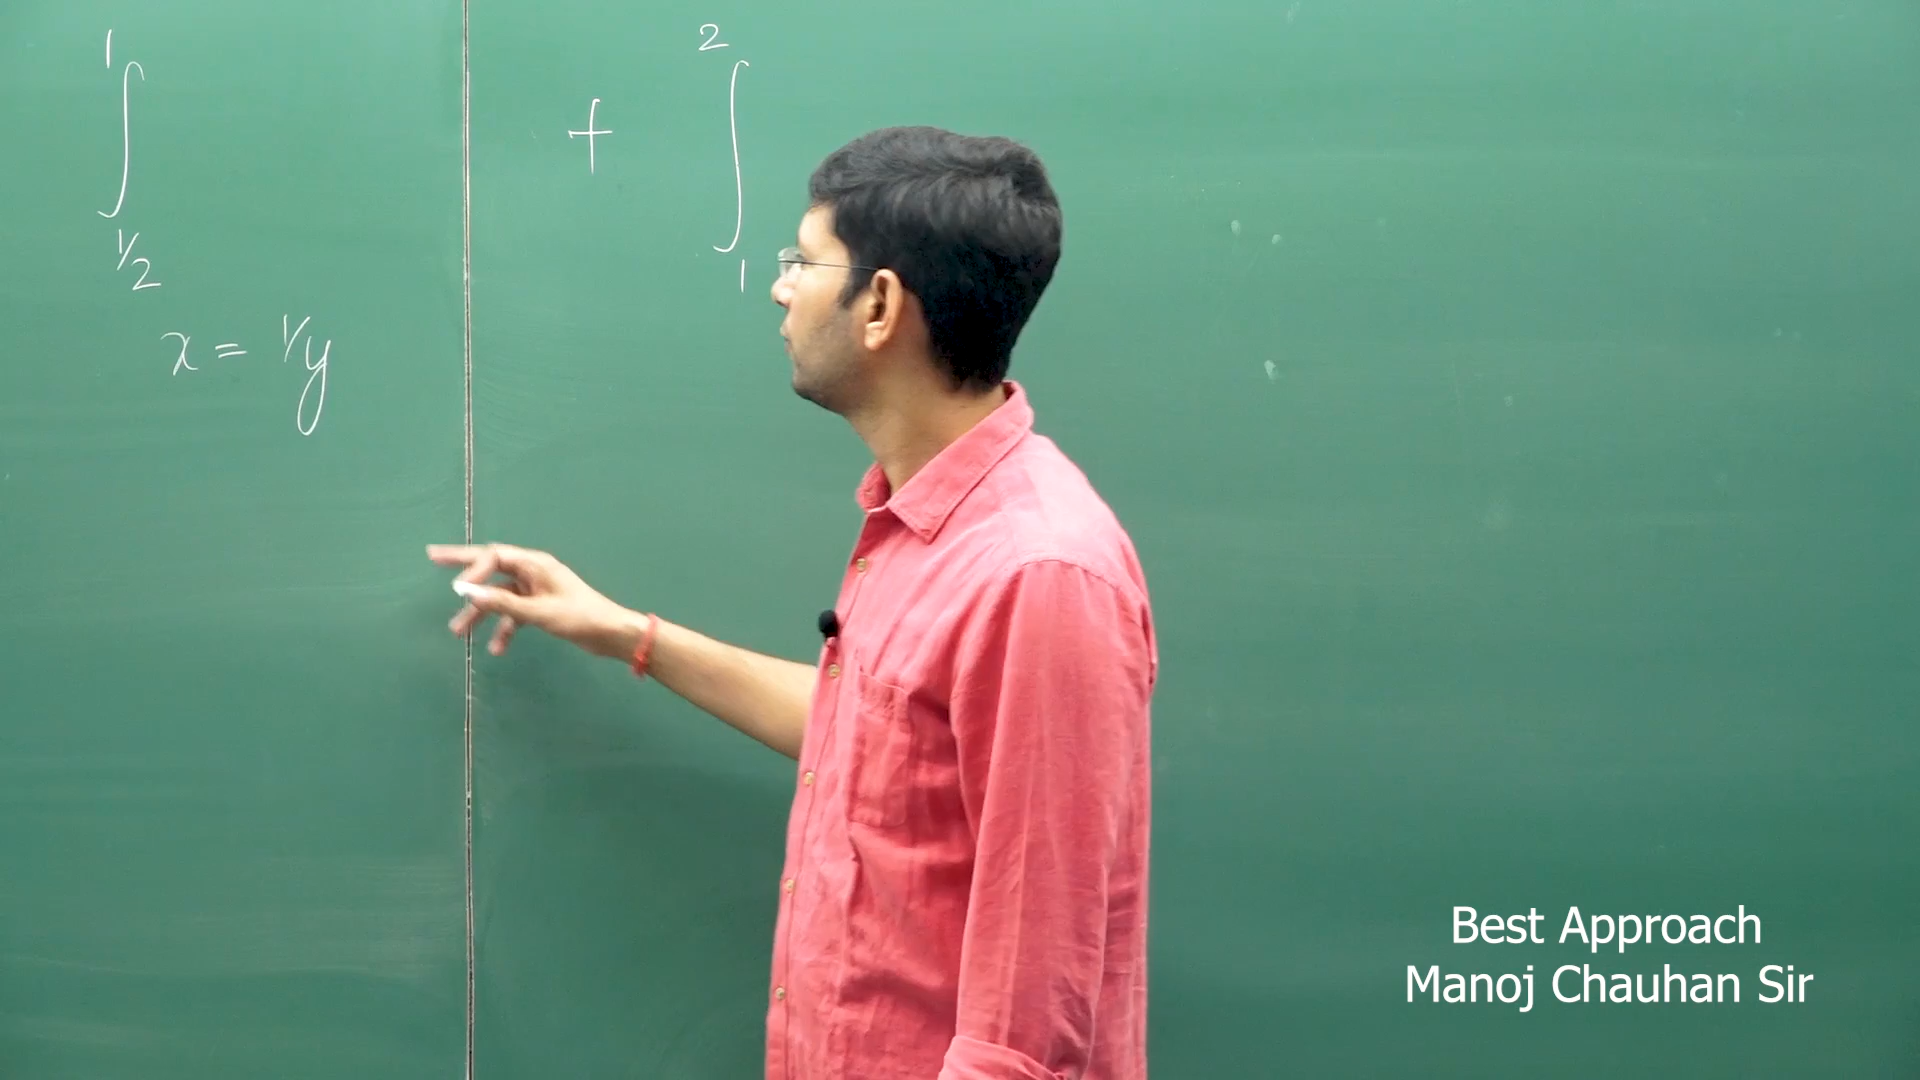 ∫_{1/2}^{1} + ∫_{1}^{2}
x = 1/y
Best Approach
Manoj Chauhan Sir